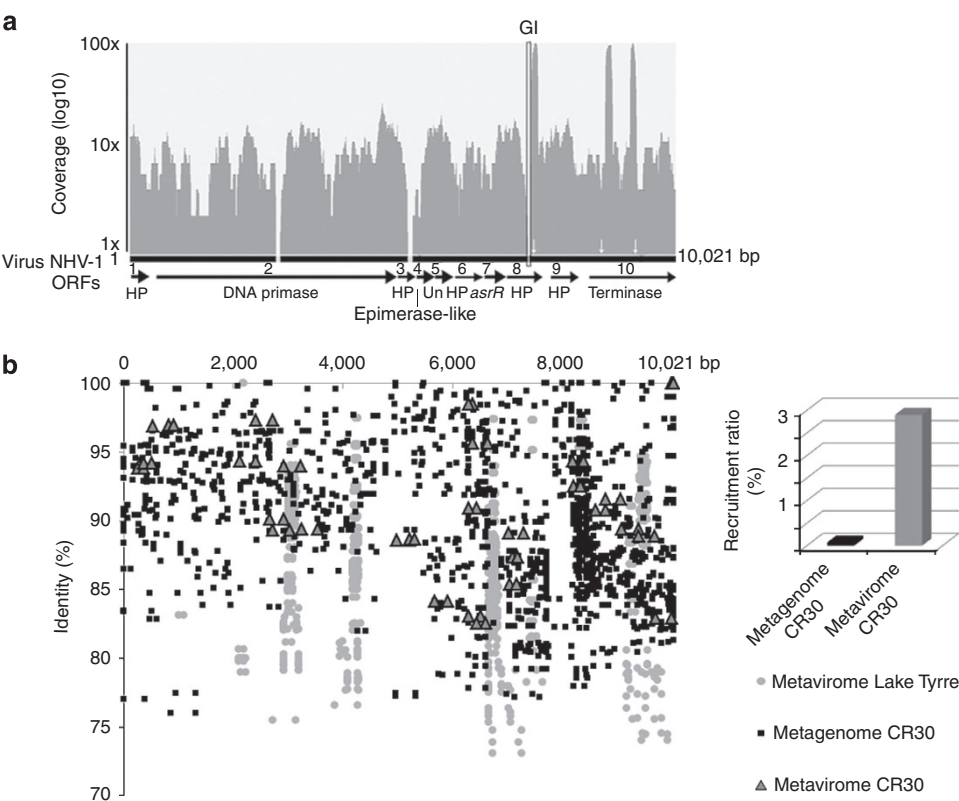 a
GI
100x
10x
1x
Coverage (log10)
Virus NHV-1 1 10,021 bp
ORFs
1 2 3 4 5 6 7 8 9 10
HP DNA primase HP Un HP asrR HP HP Terminase
Epimerase-like
b
0 2,000 4,000 6,000 8,000 10,021 bp
100
95
90
85
80
75
70
Identity (%)
Recruitment ratio
(%)
3
2
1
Metagenome
CR30
Metavirome
CR30
Metavirome Lake Tyrre
Metagenome CR30
Metavirome CR30